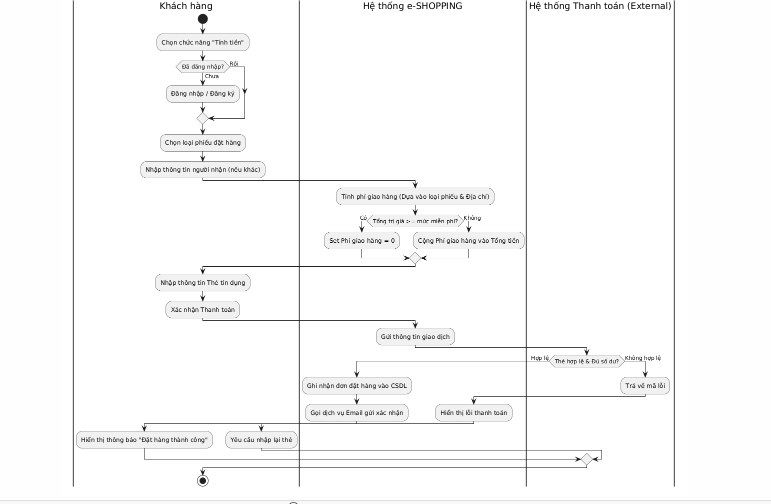 Khách hàng
Hệ thống e-SHOPPING
Hệ thống Thanh toán (External)
Chọn chức năng "Tính tiền"
Đã đăng nhập?
Rồi
Chưa
Đăng nhập / Đăng ký
Chọn loại phiếu đặt hàng
Nhập thông tin người nhận (nếu khác)
Tính phí giao hàng (Dựa vào loại phiếu & Địa chỉ)
Có
Tổng trị giá >= mức miễn phí?
Không
Set Phí giao hàng = 0
Cộng Phí giao hàng vào Tổng tiền
Nhập thông tin Thẻ tín dụng
Xác nhận Thanh toán
Gửi thông tin giao dịch
Hợp lệ
Thẻ hợp lệ & Đủ số dư?
Không hợp lệ
Ghi nhận đơn đặt hàng vào CSDL
Trả về mã lỗi
Gọi dịch vụ Email gửi xác nhận
Hiển thị lỗi thanh toán
Hiển thị thông báo "Đặt hàng thành công"
Yêu cầu nhập lại thẻ